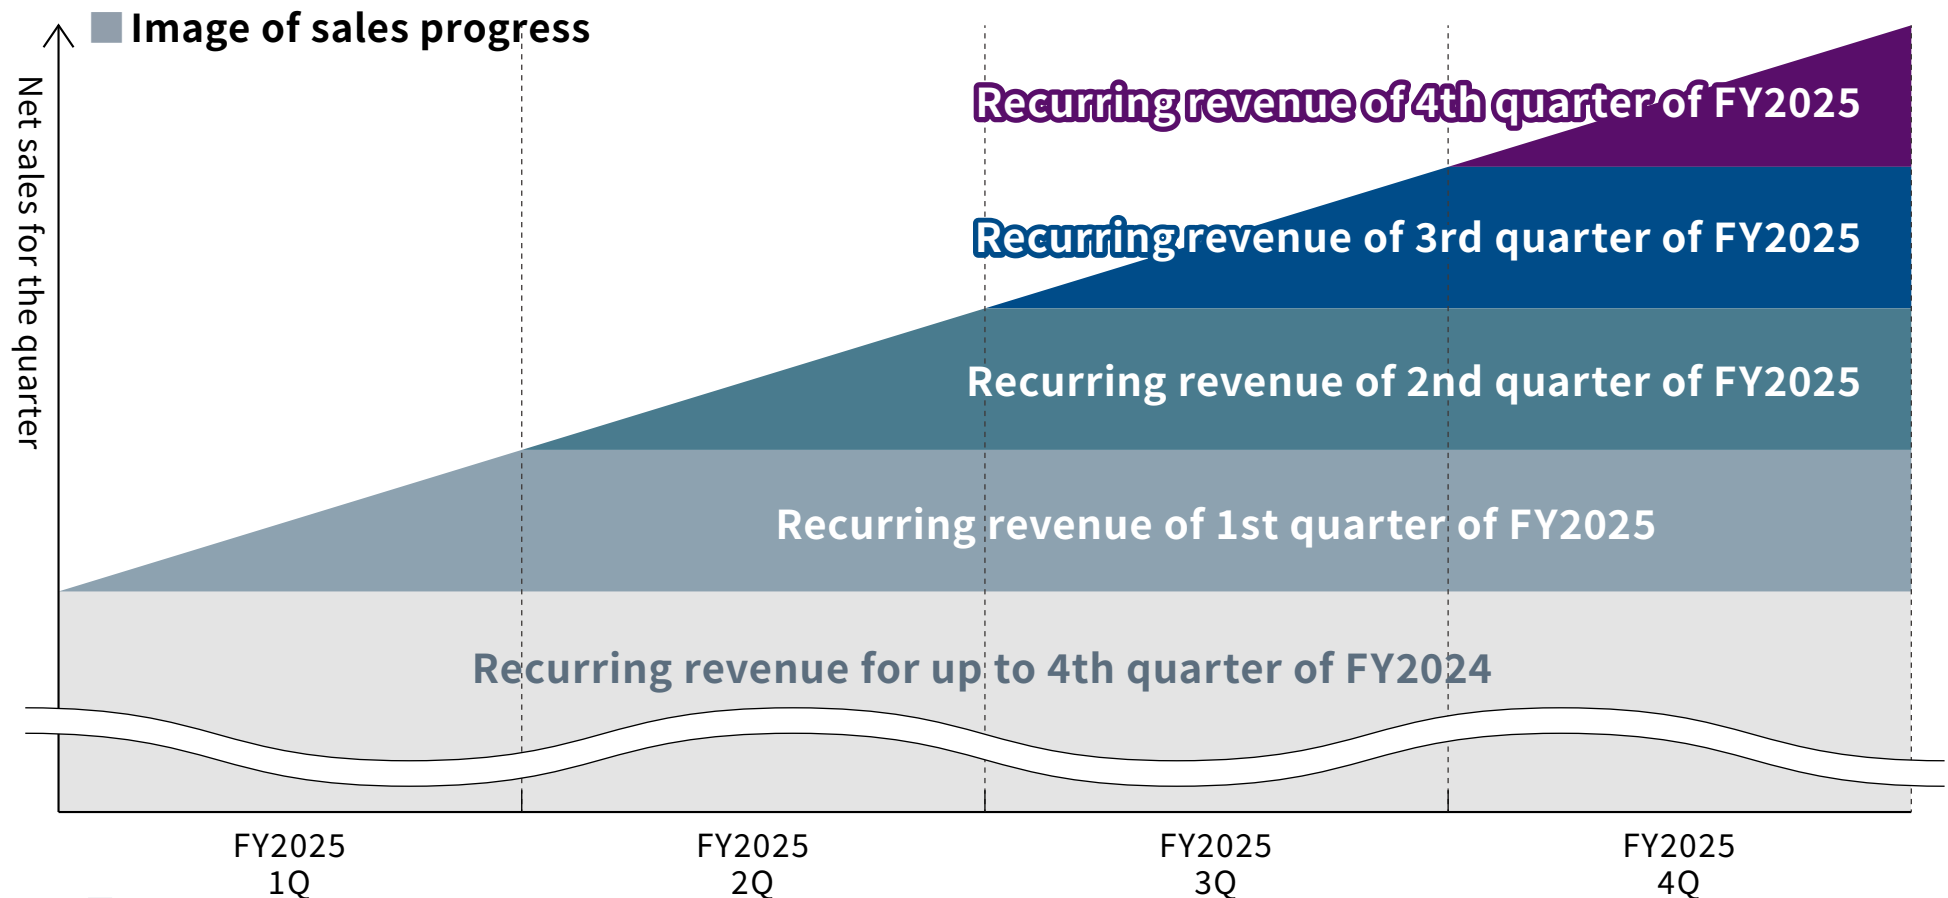 Image of sales progress
Net sales for the quarter
Recurring revenue of 4th quarter of FY2025
Recurring revenue of 3rd quarter of FY2025
Recurring revenue of 2nd quarter of FY2025
Recurring revenue of 1st quarter of FY2025
Recurring revenue for up to 4th quarter of FY2024
FY2025
1Q
FY2025
2Q
FY2025
3Q
FY2025
4Q